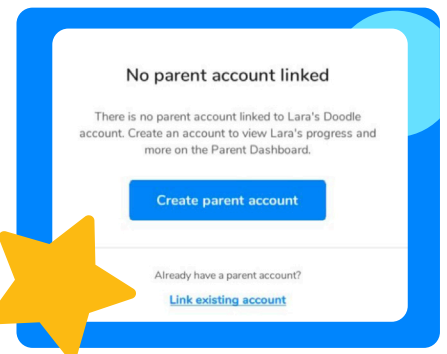 No parent account linked
There is no parent account linked to Lara's Doodle
account. Create an account to view Lara's progress and
more on the Parent Dashboard.
Create parent account
Already have a parent account?
Link existing account